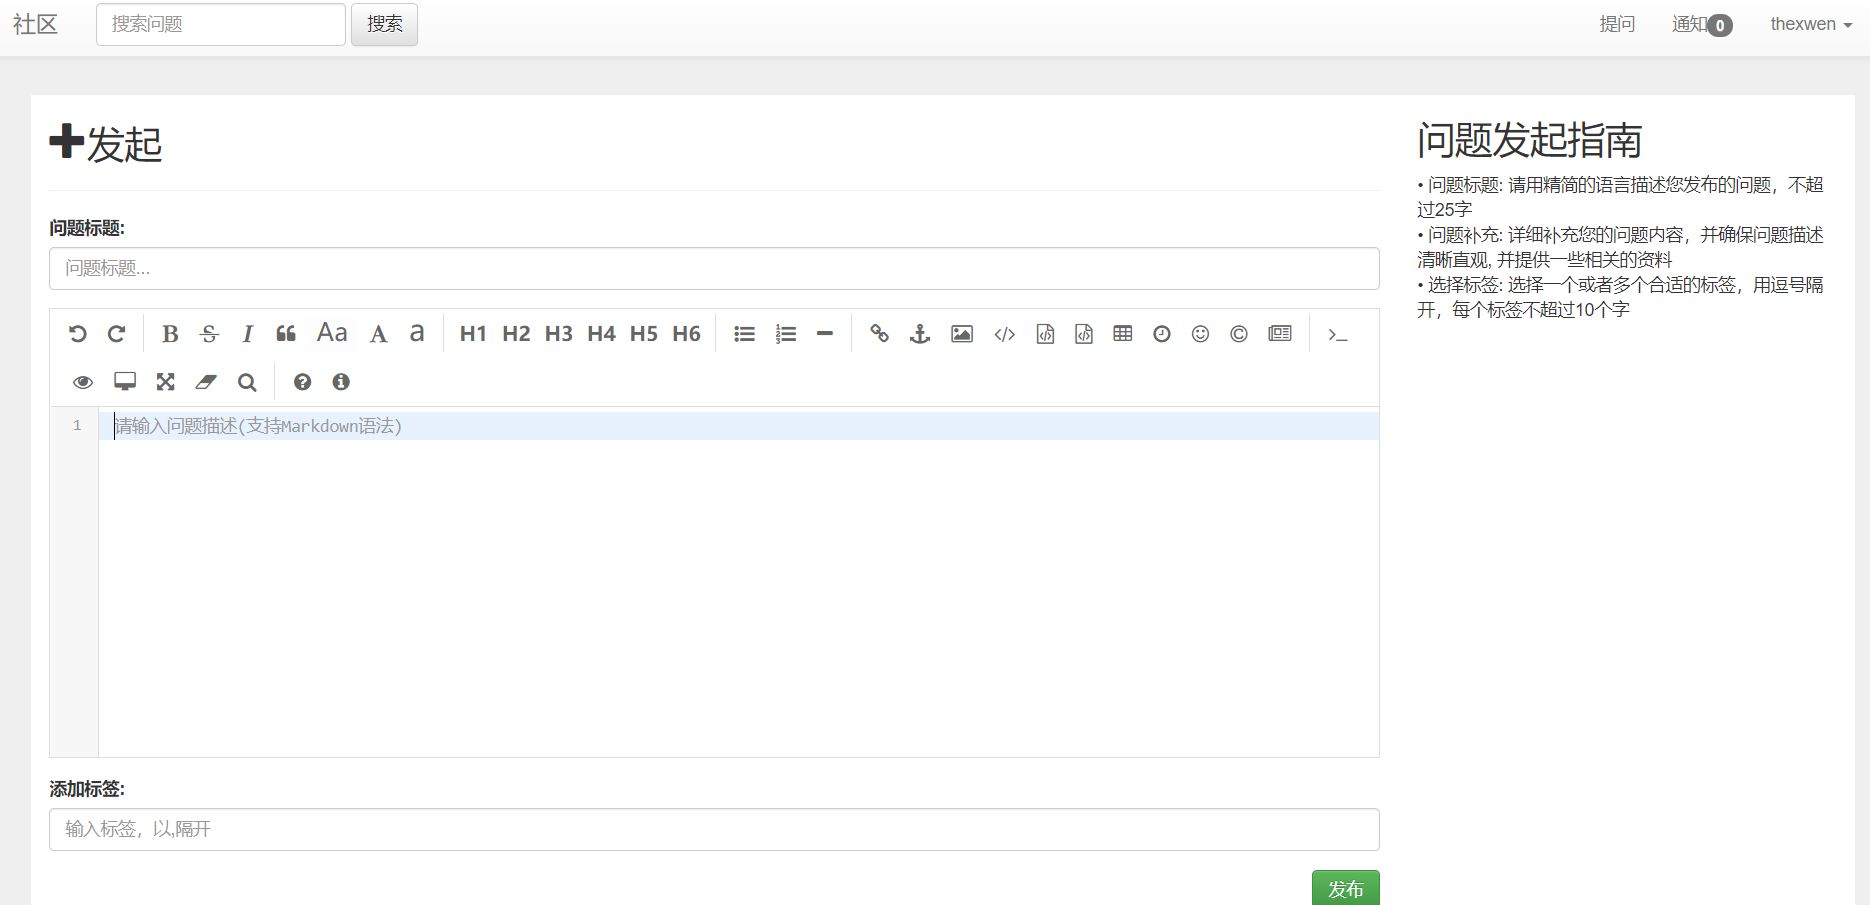 社区 搜索问题 搜索 提问 通知 0 thexwen
发起
问题标题:
问题标题...
B S I Aa A a H1 H2 H3 H4 H5 H6
1 请输入问题描述(支持Markdown语法)
添加标签:
输入标签，以,隔开
发布
问题发起指南
• 问题标题: 请用精简的语言描述您发布的问题，不超
过25字
• 问题补充: 详细补充您的问题内容，并确保问题描述
清晰直观, 并提供一些相关的资料
• 选择标签: 选择一个或者多个合适的标签，用逗号隔
开，每个标签不超过10个字